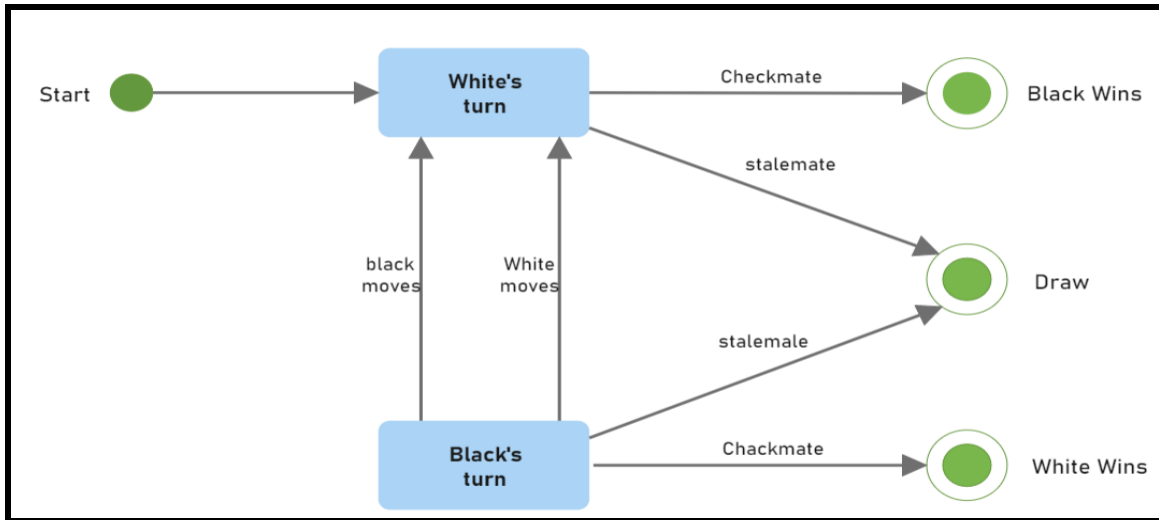 White's
turn
Checkmate
Start
Black Wins
stalemate
black
moves
White
moves
Draw
stalemale
Black's
turn
Chackmate
White Wins